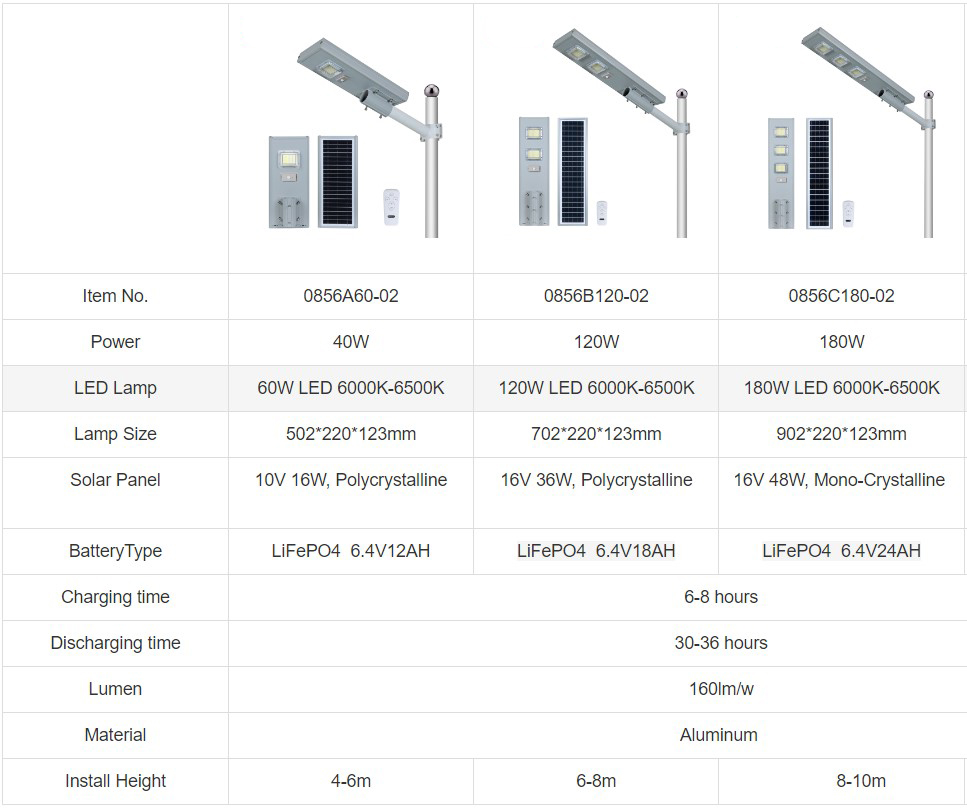 Item No. 0856A60-02 0856B120-02 0856C180-02
Power 40W 120W 180W
LED Lamp 60W LED 6000K-6500K 120W LED 6000K-6500K 180W LED 6000K-6500K
Lamp Size 502*220*123mm 702*220*123mm 902*220*123mm
Solar Panel 10V 16W, Polycrystalline 16V 36W, Polycrystalline 16V 48W, Mono-Crystalline
BatteryType LiFePO4 6.4V12AH LiFePO4 6.4V18AH LiFePO4 6.4V24AH
Charging time 6-8 hours
Discharging time 30-36 hours
Lumen 160lm/w
Material Aluminum
Install Height 4-6m 6-8m 8-10m